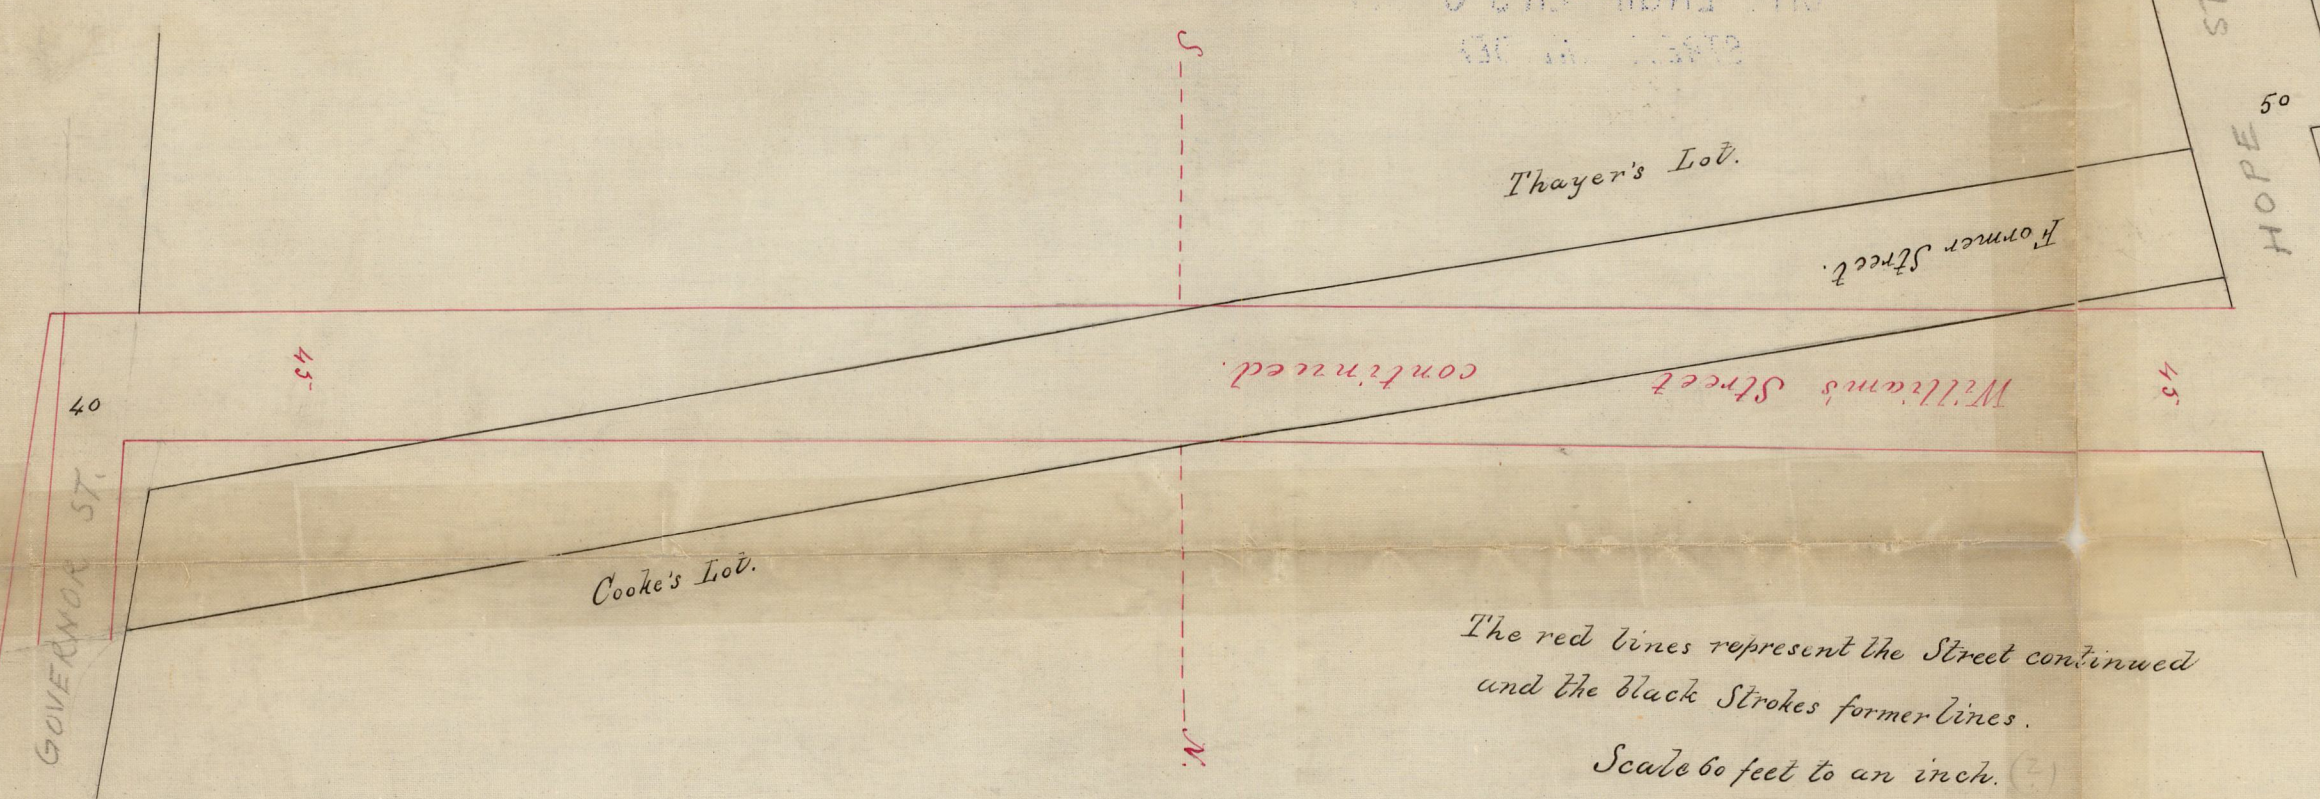 S
ST
50
HOPE
Thayer's Lot.
Former Street.
45
Williams Street continued.
45
40
GOVERNOR ST.
Cooke's Lot.
The red lines represent the Street continued
and the black Strokes former lines.
Scale 60 feet to an inch. (?)
N.